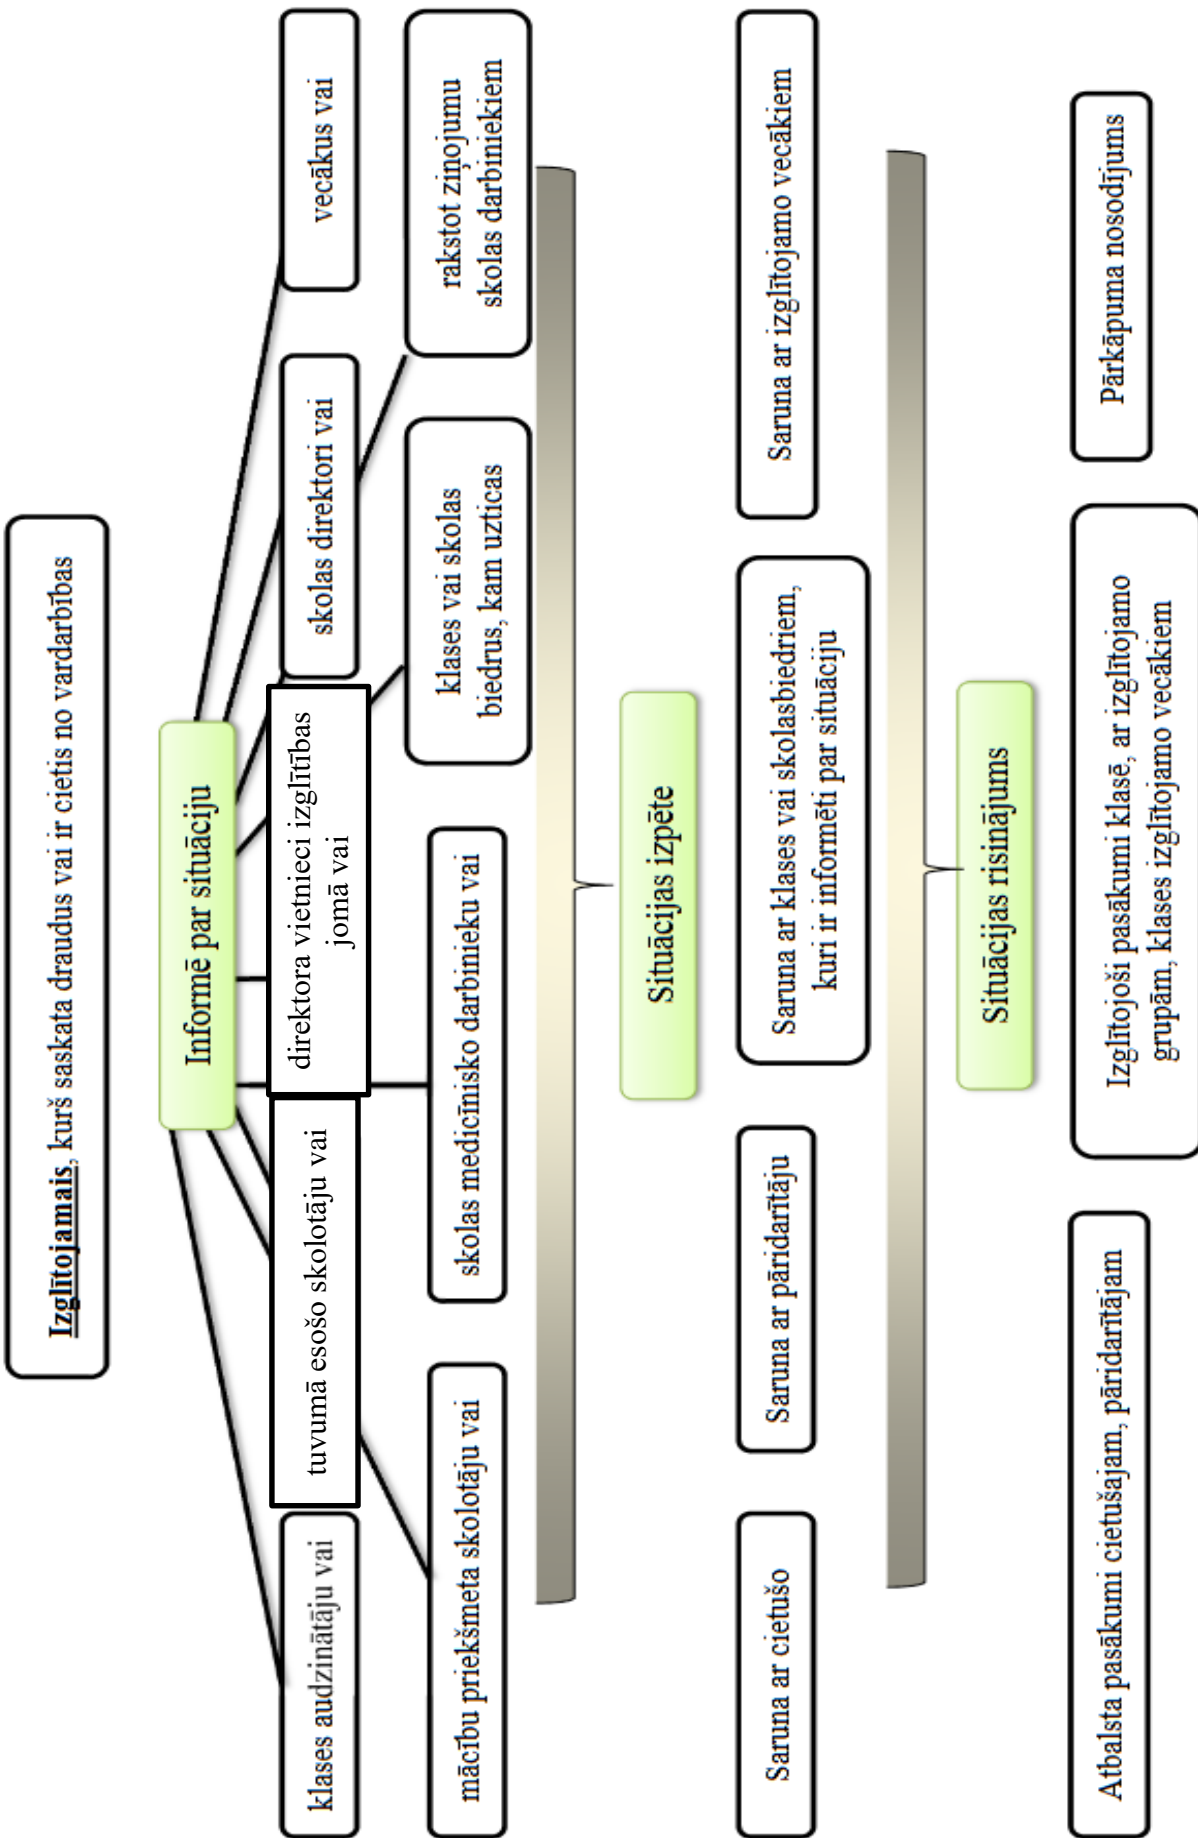 Izglītojamais, kurš saskata draudus vai ir cietis no vardarbības
Informē par situāciju
klases audzinātāju vai
tuvumā esošo skolotāju vai
direktora vietnieci izglītības
jomā vai
skolas direktori vai
vecākus vai
mācību priekšmeta skolotāju vai
skolas medicīnisko darbinieku vai
klases vai skolas
biedrus, kam uzticas
rakstot ziņojumu
skolas darbiniekiem
Situācijas izpēte
Saruna ar cietušo
Saruna ar pāridarītāju
Saruna ar klases vai skolasbiedriem,
kuri ir informēti par situāciju
Saruna ar izglītojamo vecākiem
Situācijas risinājums
Atbalsta pasākumi cietušajam, pāridarītājam
Izglītojoši pasākumi klasē, ar izglītojamo
grupām, klases izglītojamo vecākiem
Pārkāpuma nosodījums